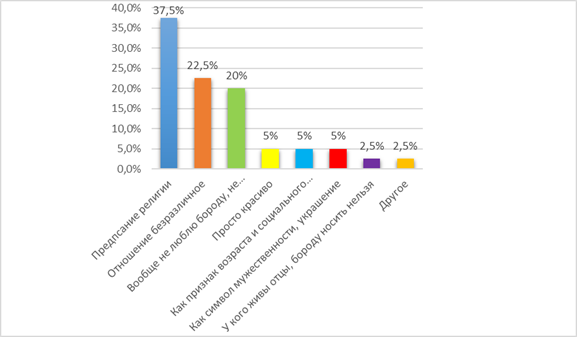 40,0%
35,0%
30,0%
25,0%
20,0%
15,0%
10,0%
5,0%
0,0%
37,5%
22,5%
20%
5%
5%
5%
2,5%
2,5%
Предпсание религии
Отношение безразличное
Вообще не люблю бороду, не...
Просто красиво
Как признак возраста и социального...
Как символ мужественности, украшение
У кого живы отцы, бороду носить нельзя
Другое